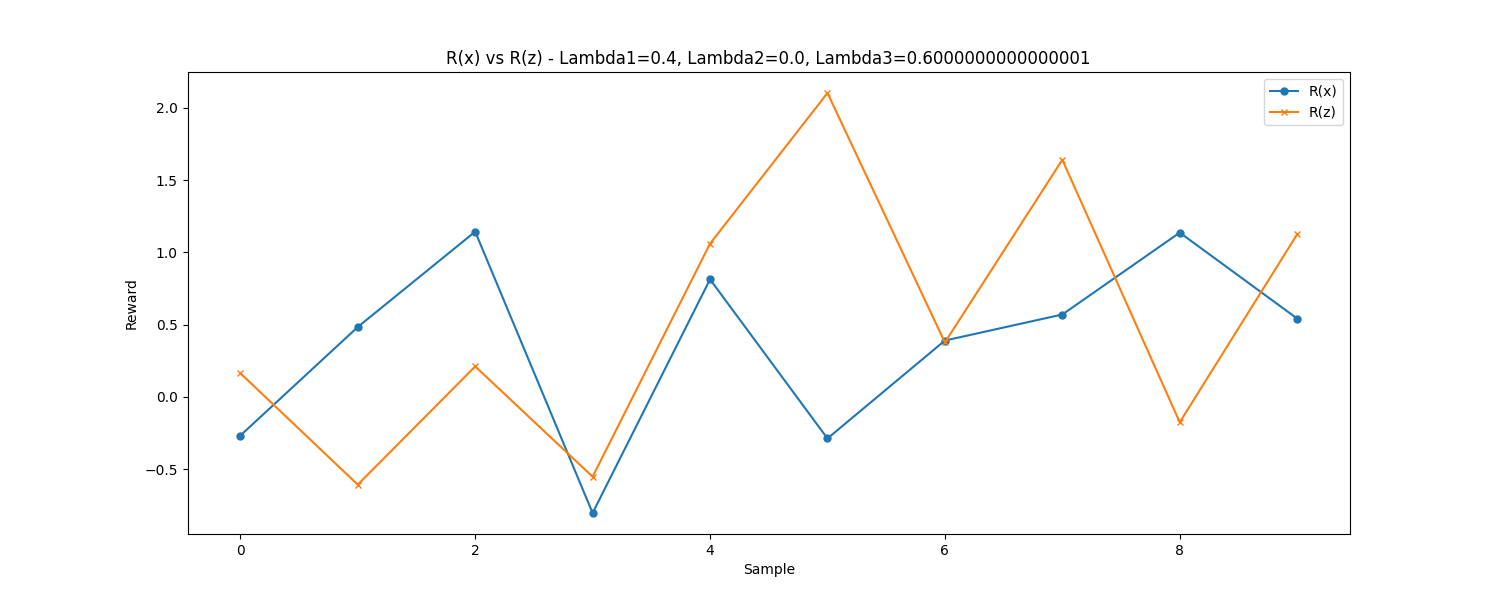 R(x) vs R(z) - Lambda1=0.4, Lambda2=0.0, Lambda3=0.6000000000000001
R(x)
R(z)
2.0
1.5
1.0
0.5
0.0
−0.5
Reward
0 2 4 6 8
Sample